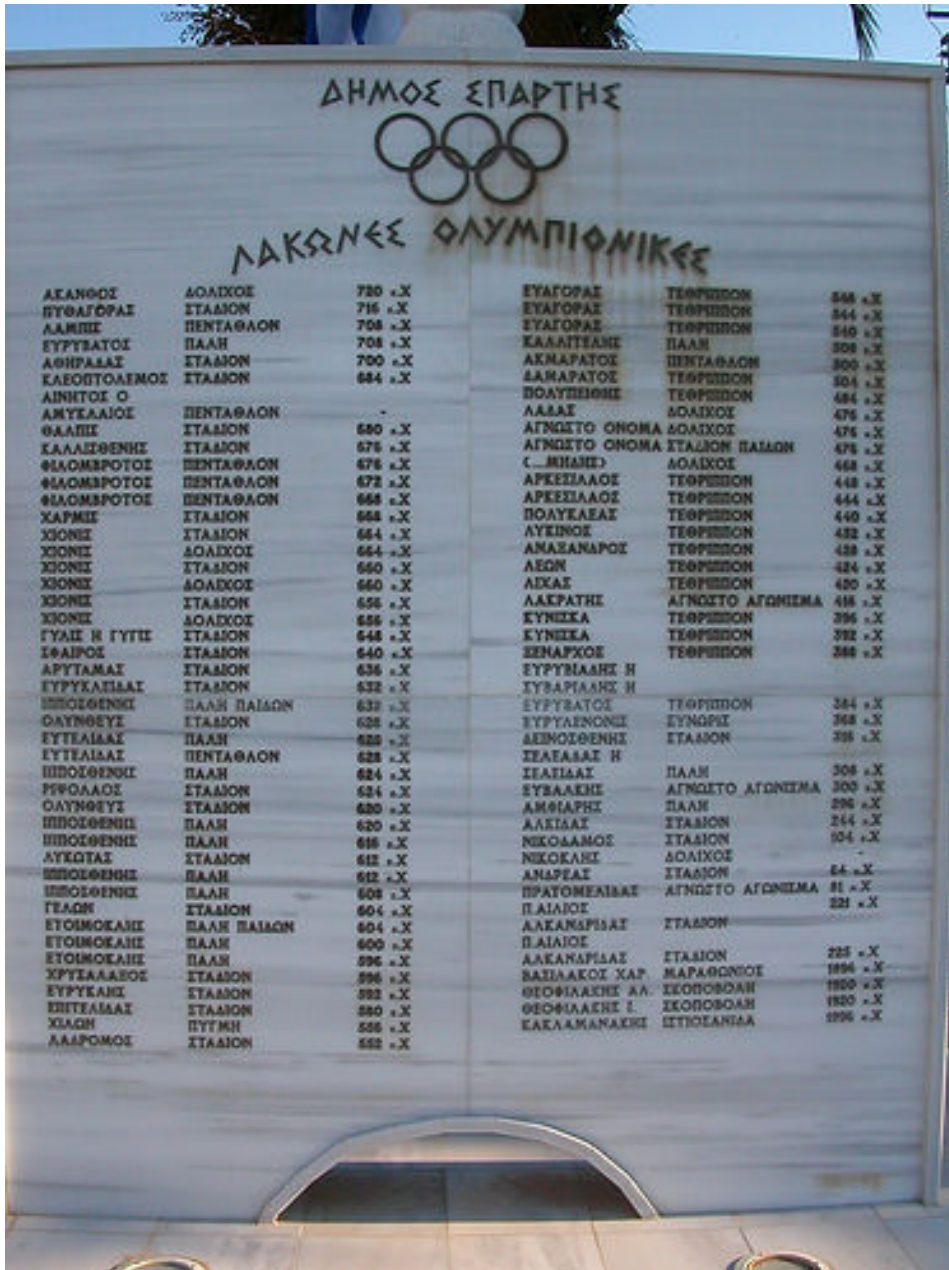 ΔΗΜΟΣ ΣΠΑΡΤΗΣ
ΛΑΚΩΝΕΣ ΟΛΥΜΠΙΟΝΙΚΕΣ
ΑΚΑΝΘΟΣ ΔΟΛΙΧΟΣ 720 π.Χ
ΠΥΘΑΓΟΡΑΣ ΣΤΑΔΙΟΝ 716 π.Χ
ΛΑΜΠΙΣ ΠΕΝΤΑΘΛΟΝ 708 π.Χ
ΕΥΡΥΒΑΤΟΣ ΠΑΛΗ 708 π.Χ
ΑΘΗΡΑΔΑΣ ΣΤΑΔΙΟΝ 700 π.Χ
ΚΛΕΟΠΤΟΛΕΜΟΣ ΣΤΑΔΙΟΝ 684 π.Χ
ΑΙΝΗΤΟΣ Ο
ΑΜΥΚΛΑΙΟΣ ΠΕΝΤΑΘΛΟΝ -
ΘΑΛΠΙΣ ΣΤΑΔΙΟΝ 680 π.Χ
ΚΑΛΛΙΣΘΕΝΗΣ ΣΤΑΔΙΟΝ 676 π.Χ
ΦΙΛΟΜΒΡΟΤΟΣ ΠΕΝΤΑΘΛΟΝ 676 π.Χ
ΦΙΛΟΜΒΡΟΤΟΣ ΠΕΝΤΑΘΛΟΝ 672 π.Χ
ΦΙΛΟΜΒΡΟΤΟΣ ΠΕΝΤΑΘΛΟΝ 668 π.Χ
ΧΑΡΜΙΣ ΣΤΑΔΙΟΝ 668 π.Χ
ΧΙΟΝΙΣ ΣΤΑΔΙΟΝ 664 π.Χ
ΧΙΟΝΙΣ ΔΟΛΙΧΟΣ 664 π.Χ
ΧΙΟΝΙΣ ΣΤΑΔΙΟΝ 660 π.Χ
ΧΙΟΝΙΣ ΔΟΛΙΧΟΣ 660 π.Χ
ΧΙΟΝΙΣ ΣΤΑΔΙΟΝ 656 π.Χ
ΧΙΟΝΙΣ ΔΟΛΙΧΟΣ 656 π.Χ
ΓΥΛΙΣ Η ΓΥΓΙΣ ΣΤΑΔΙΟΝ 648 π.Χ
ΣΦΑΙΡΟΣ ΣΤΑΔΙΟΝ 640 π.Χ
ΑΡΥΤΑΜΑΣ ΣΤΑΔΙΟΝ 636 π.Χ
ΕΥΡΥΚΛΕΙΔΑΣ ΣΤΑΔΙΟΝ 632 π.Χ
ΙΠΠΟΣΘΕΝΗΣ ΠΑΛΗ ΠΑΙΔΩΝ 632 π.Χ
ΟΛΥΝΘΕΥΣ ΣΤΑΔΙΟΝ 628 π.Χ
ΕΥΤΕΛΙΔΑΣ ΠΑΛΗ 628 π.Χ
ΕΥΤΕΛΙΔΑΣ ΠΕΝΤΑΘΛΟΝ 628 π.Χ
ΙΠΠΟΣΘΕΝΗΣ ΠΑΛΗ 624 π.Χ
ΡΙΨΟΛΑΟΣ ΣΤΑΔΙΟΝ 624 π.Χ
ΟΛΥΝΘΕΥΣ ΣΤΑΔΙΟΝ 620 π.Χ
ΙΠΠΟΣΘΕΝΗΣ ΠΑΛΗ 620 π.Χ
ΙΠΠΟΣΘΕΝΗΣ ΠΑΛΗ 616 π.Χ
ΛΥΚΩΤΑΣ ΣΤΑΔΙΟΝ 612 π.Χ
ΙΠΠΟΣΘΕΝΗΣ ΠΑΛΗ 612 π.Χ
ΙΠΠΟΣΘΕΝΗΣ ΠΑΛΗ 608 π.Χ
ΓΕΛΩΝ ΣΤΑΔΙΟΝ 604 π.Χ
ΕΤΟΙΜΟΚΛΗΣ ΠΑΛΗ ΠΑΙΔΩΝ 604 π.Χ
ΕΤΟΙΜΟΚΛΗΣ ΠΑΛΗ 600 π.Χ
ΕΤΟΙΜΟΚΛΗΣ ΠΑΛΗ 596 π.Χ
ΧΡΥΣΑΜΑΞΟΣ ΣΤΑΔΙΟΝ 596 π.Χ
ΕΥΡΥΚΛΗΣ ΣΤΑΔΙΟΝ 592 π.Χ
ΕΠΙΤΕΛΙΔΑΣ ΣΤΑΔΙΟΝ 580 π.Χ
ΧΙΛΩΝ ΠΥΓΜΗ 556 π.Χ
ΛΑΔΡΟΜΟΣ ΣΤΑΔΙΟΝ 552 π.Χ
ΕΥΑΓΟΡΑΣ ΤΕΘΡΙΠΠΟΝ 548 π.Χ
ΕΥΑΓΟΡΑΣ ΤΕΘΡΙΠΠΟΝ 544 π.Χ
ΕΥΑΓΟΡΑΣ ΤΕΘΡΙΠΠΟΝ 540 π.Χ
ΚΑΛΛΙΤΕΛΗΣ ΠΑΛΗ 508 π.Χ
ΑΚΜΑΡΑΤΟΣ ΠΕΝΤΑΘΛΟΝ 500 π.Χ
ΔΑΜΑΡΑΤΟΣ ΤΕΘΡΙΠΠΟΝ 504 π.Χ
ΠΟΛΥΠΕΙΘΗΣ ΤΕΘΡΙΠΠΟΝ 484 π.Χ
ΛΑΔΑΣ ΔΟΛΙΧΟΣ 476 π.Χ
ΑΓΝΩΣΤΟ ΟΝΟΜΑ ΔΟΛΙΧΟΣ 476 π.Χ
ΑΓΝΩΣΤΟ ΟΝΟΜΑ ΣΤΑΔΙΟΝ ΠΑΙΔΩΝ 476 π.Χ
(...ΜΗΔΗΣ) ΔΟΛΙΧΟΣ 468 π.Χ
ΑΡΚΕΣΙΛΑΟΣ ΤΕΘΡΙΠΠΟΝ 448 π.Χ
ΑΡΚΕΣΙΛΑΟΣ ΤΕΘΡΙΠΠΟΝ 444 π.Χ
ΠΟΛΥΚΛΕΑΣ ΤΕΘΡΙΠΠΟΝ 440 π.Χ
ΛΥΚΙΝΟΣ ΤΕΘΡΙΠΠΟΝ 432 π.Χ
ΑΝΑΞΑΝΔΡΟΣ ΤΕΘΡΙΠΠΟΝ 428 π.Χ
ΛΕΩΝ ΤΕΘΡΙΠΠΟΝ 424 π.Χ
ΛΙΧΑΣ ΤΕΘΡΙΠΠΟΝ 420 π.Χ
ΛΑΚΡΑΤΗΣ ΑΓΝΩΣΤΟ ΑΓΩΝΙΣΜΑ 416 π.Χ
ΚΥΝΙΣΚΑ ΤΕΘΡΙΠΠΟΝ 396 π.Χ
ΚΥΝΙΣΚΑ ΤΕΘΡΙΠΠΟΝ 392 π.Χ
ΞΕΝΑΡΧΟΣ ΤΕΘΡΙΠΠΟΝ 388 π.Χ
ΕΥΡΥΒΙΑΔΗΣ Η
ΣΥΒΑΡΙΑΔΗΣ Η
ΕΥΡΥΒΑΤΟΣ ΤΕΘΡΙΠΠΟΝ 384 π.Χ
ΕΥΡΥΛΕΝΟΝΙΣ ΣΥΝΩΡΙΣ 368 π.Χ
ΔΕΙΝΟΣΘΕΝΗΣ ΣΤΑΔΙΟΝ 316 π.Χ
ΣΕΛΕΑΔΑΣ Η
ΣΕΛΕΙΔΑΣ ΠΑΛΗ 308 π.Χ
ΕΥΒΑΛΚΗΣ ΑΓΝΩΣΤΟ ΑΓΩΝΙΣΜΑ 300 π.Χ
ΑΜΦΙΑΡΗΣ ΠΑΛΗ 296 π.Χ
ΑΛΚΙΔΑΣ ΣΤΑΔΙΟΝ 244 π.Χ
ΝΙΚΟΔΑΜΟΣ ΣΤΑΔΙΟΝ 104 π.Χ
ΝΙΚΟΚΛΗΣ ΔΟΛΙΧΟΣ -
ΑΝΔΡΕΑΣ ΣΤΑΔΙΟΝ 64 π.Χ
ΠΡΑΤΟΜΕΛΙΔΑΣ ΑΓΝΩΣΤΟ ΑΓΩΝΙΣΜΑ 81 μ.Χ
Π.ΑΙΛΙΟΣ 221 μ.Χ
ΑΛΚΑΝΔΡΙΔΑΣ ΣΤΑΔΙΟΝ
Π.ΑΙΛΙΟΣ
ΑΛΚΑΝΔΡΙΔΑΣ ΣΤΑΔΙΟΝ 225 μ.Χ
ΒΑΣΙΛΑΚΟΣ ΧΑΡ. ΜΑΡΑΘΩΝΙΟΣ 1896 μ.Χ
ΘΕΟΦΙΛΑΚΗΣ ΑΛ. ΣΚΟΠΟΒΟΛΗ 1920 μ.Χ
ΘΕΟΦΙΛΑΚΗΣ Ι. ΣΚΟΠΟΒΟΛΗ 1920 μ.Χ
ΚΑΚΛΑΜΑΝΑΚΗΣ ΙΣΤΙΟΣΑΝΙΔΑ 1996 μ.Χ